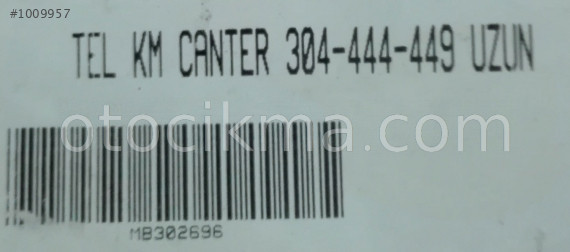 #1009957
TEL KM CANTER 304-444-449 UZUN
otocikma.com
MB302696